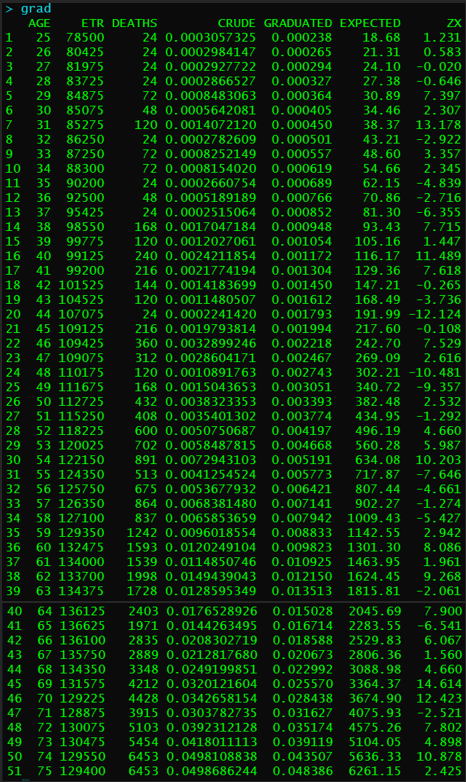 > grad
AGE ETR DEATHS CRUDE GRADUATED EXPECTED ZX
1 25 78500 24 0.0003057325 0.000238 18.68 1.231
2 26 80425 24 0.0002984147 0.000265 21.31 0.583
3 27 81975 24 0.0002927722 0.000294 24.10 -0.020
4 28 83725 24 0.0002866527 0.000327 27.38 -0.646
5 29 84875 72 0.0008483063 0.000364 30.89 7.397
6 30 85075 48 0.0005642081 0.000405 34.46 2.307
7 31 85275 120 0.0014072120 0.000450 38.37 13.178
8 32 86250 24 0.0002782609 0.000501 43.21 -2.922
9 33 87250 72 0.0008252149 0.000557 48.60 3.357
10 34 88300 72 0.0008154020 0.000619 54.66 2.345
11 35 90200 24 0.0002660754 0.000689 62.15 -4.839
12 36 92500 48 0.0005189189 0.000766 70.86 -2.716
13 37 95425 24 0.0002515064 0.000852 81.30 -6.355
14 38 98550 168 0.0017047184 0.000948 93.43 7.715
15 39 99775 120 0.0012027061 0.001054 105.16 1.447
16 40 99125 240 0.0024211854 0.001172 116.17 11.489
17 41 99200 216 0.0021774194 0.001304 129.36 7.618
18 42 101525 144 0.0014183699 0.001450 147.21 -0.265
19 43 104525 120 0.0011480507 0.001612 168.49 -3.736
20 44 107075 24 0.0002241420 0.001793 191.99 -12.124
21 45 109125 216 0.0019793814 0.001994 217.60 -0.108
22 46 109425 360 0.0032899246 0.002218 242.70 7.529
23 47 109075 312 0.0028604171 0.002467 269.09 2.616
24 48 110175 120 0.0010891763 0.002743 302.21 -10.481
25 49 111675 168 0.0015043653 0.003051 340.72 -9.357
26 50 112725 432 0.0038323353 0.003393 382.48 2.532
27 51 115250 408 0.0035401302 0.003774 434.95 -1.292
28 52 118225 600 0.0050750687 0.004197 496.19 4.660
29 53 120025 702 0.0058487815 0.004668 560.28 5.987
30 54 122150 891 0.0072943103 0.005191 634.08 10.203
31 55 124350 513 0.0041254524 0.005773 717.87 -7.646
32 56 125750 675 0.0053677932 0.006421 807.44 -4.661
33 57 126350 864 0.0068381480 0.007141 902.27 -1.274
34 58 127100 837 0.0065853659 0.007942 1009.43 -5.427
35 59 129350 1242 0.0096018554 0.008833 1142.55 2.942
36 60 132475 1593 0.0120249104 0.009823 1301.30 8.086
37 61 134000 1539 0.0114850746 0.010925 1463.95 1.961
38 62 133700 1998 0.0149439043 0.012150 1624.45 9.268
39 63 134375 1728 0.0128595349 0.013513 1815.81 -2.061
40 64 136125 2403 0.0176528926 0.015028 2045.69 7.900
41 65 136625 1971 0.0144263495 0.016714 2283.55 -6.541
42 66 136100 2835 0.0208302719 0.018588 2529.83 6.067
43 67 135750 2889 0.0212817680 0.020673 2806.36 1.560
44 68 134350 3348 0.0249199851 0.022992 3088.98 4.660
45 69 131575 4212 0.0320121604 0.025570 3364.37 14.614
46 70 129225 4428 0.0342658154 0.028438 3674.90 12.423
47 71 128875 3915 0.0303782735 0.031627 4075.93 -2.521
48 72 130075 5103 0.0392312128 0.035174 4575.26 7.802
49 73 130475 5454 0.0418011113 0.039119 5104.05 4.898
50 74 129550 6453 0.0498108838 0.043507 5636.33 10.878
51 75 129400 6453 0.0498686244 0.048386 6261.15 2.425